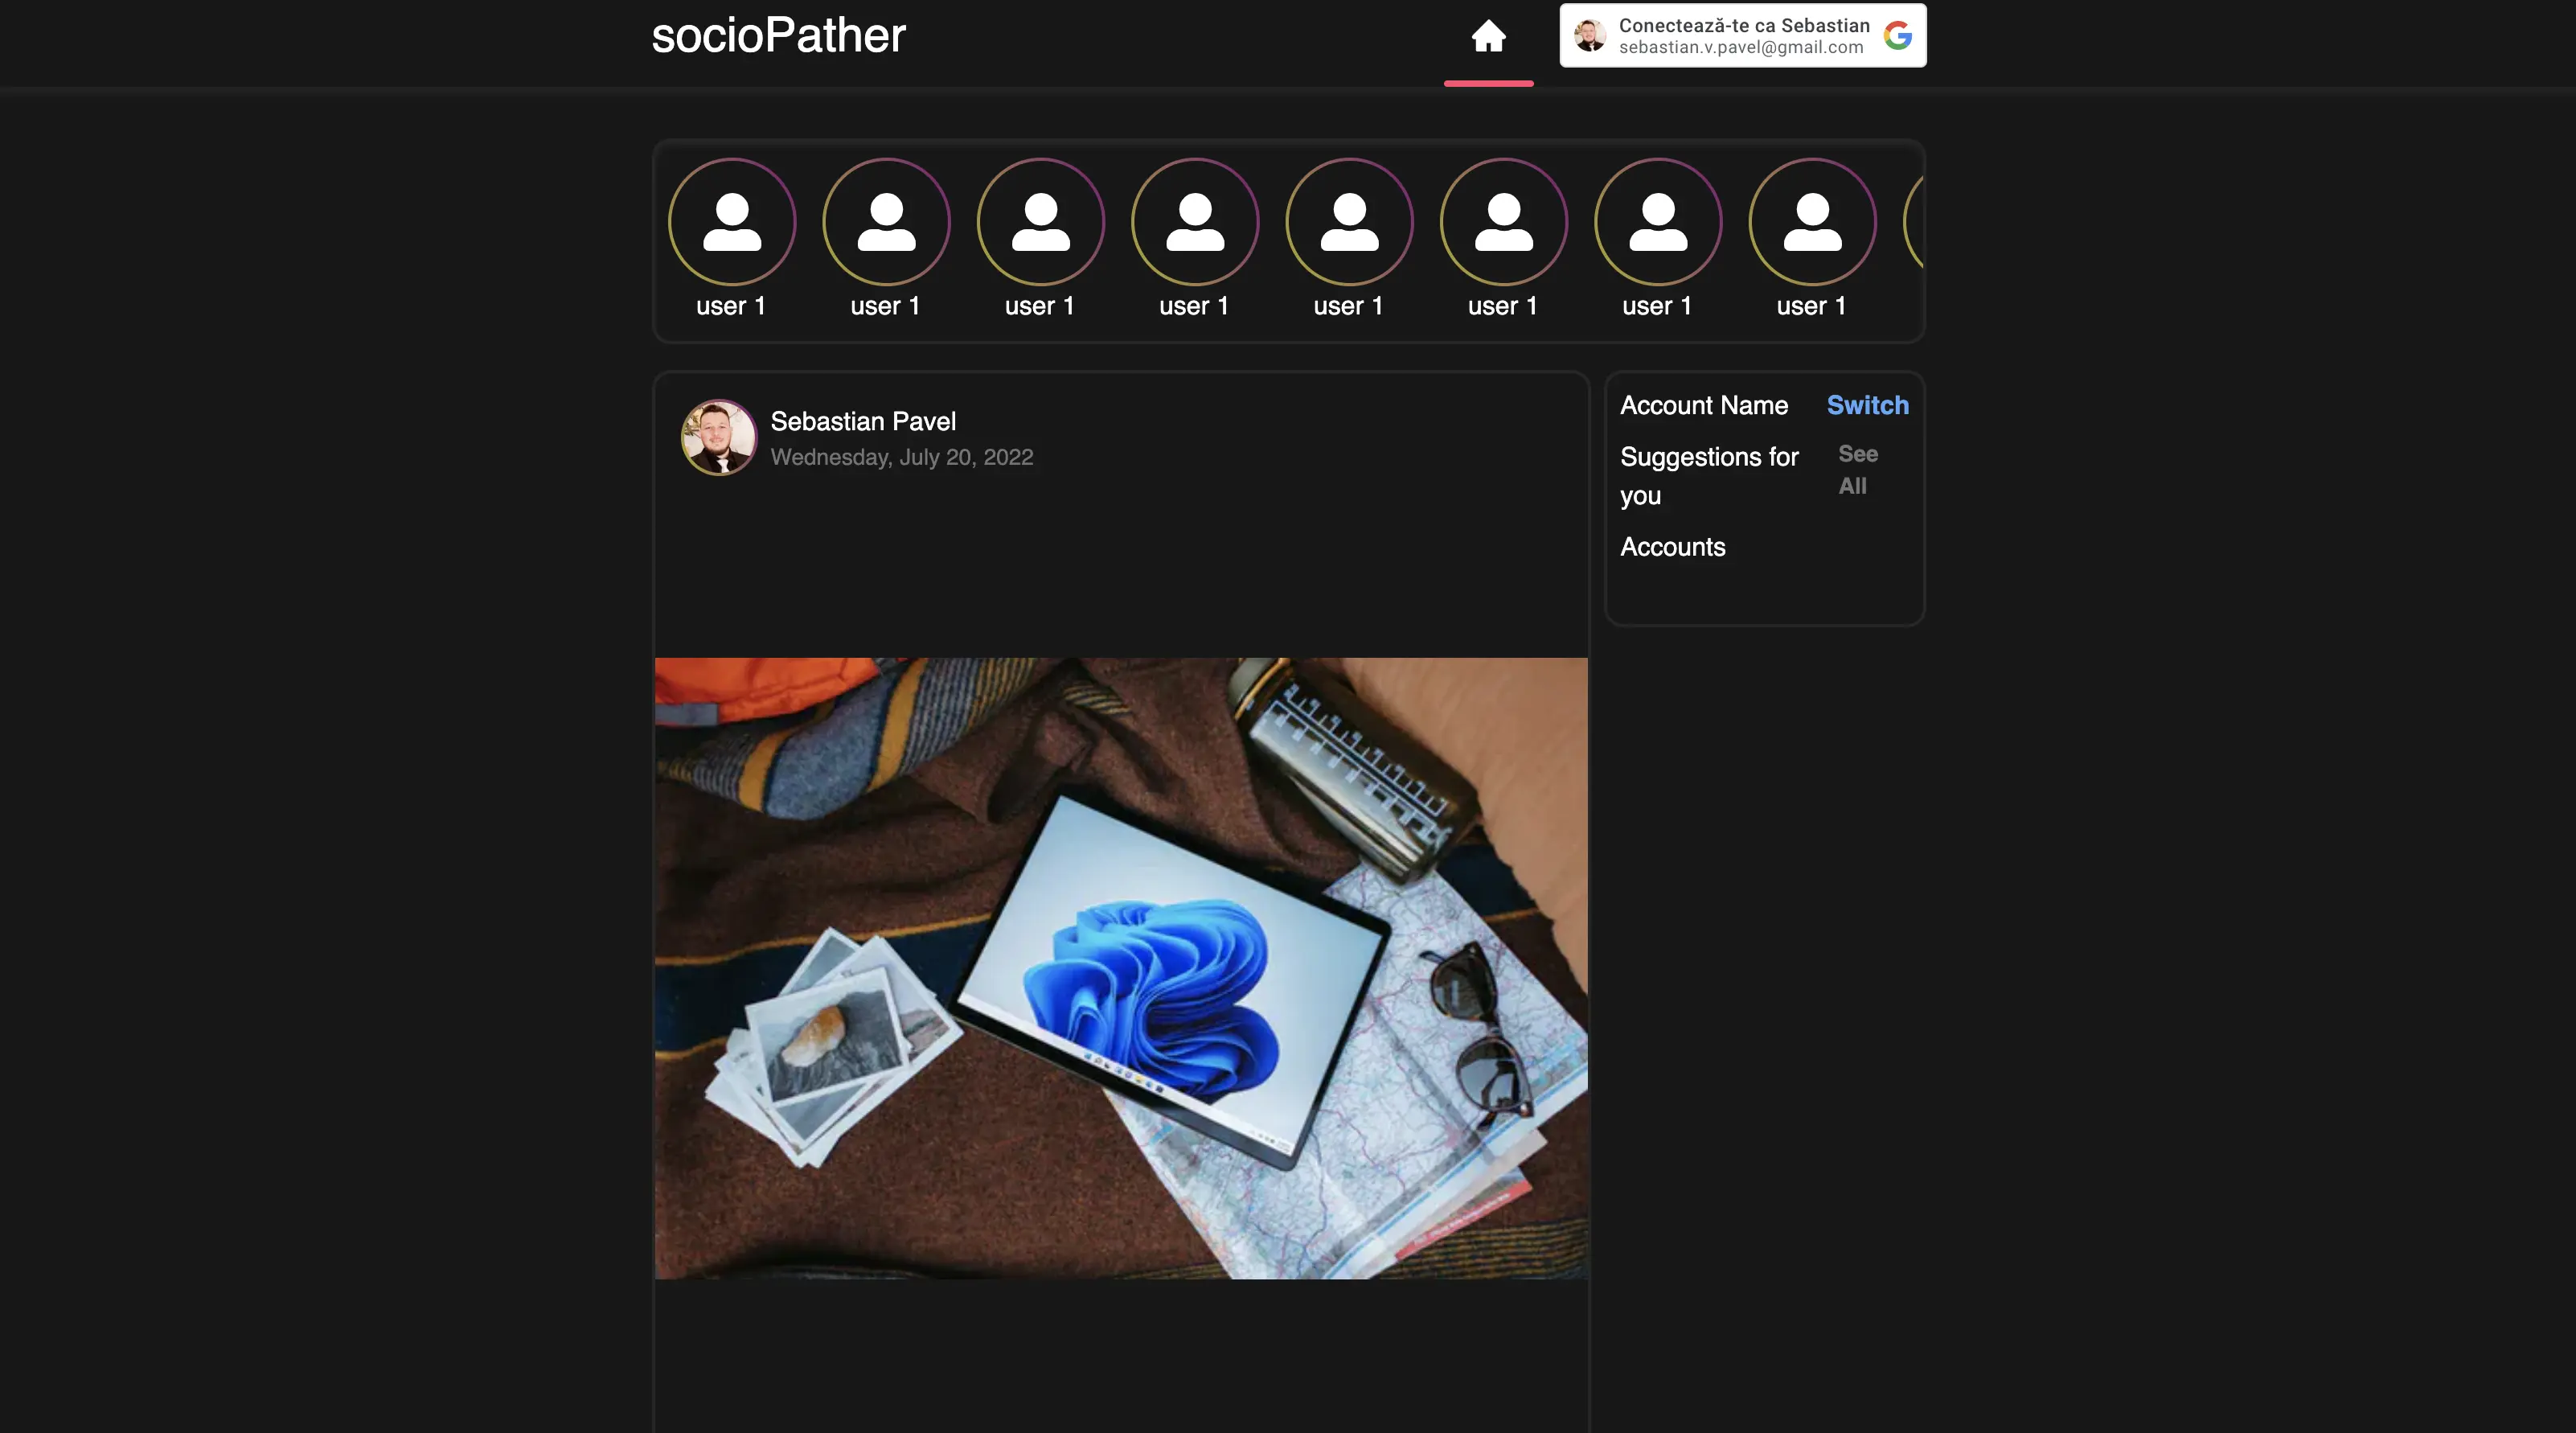 socioPather
Conectează-te ca Sebastian
sebastian.v.pavel@gmail.com
user 1
user 1
user 1
user 1
user 1
user 1
user 1
user 1
Sebastian Pavel
Wednesday, July 20, 2022
Account Name
Switch
Suggestions for
you
See
All
Accounts